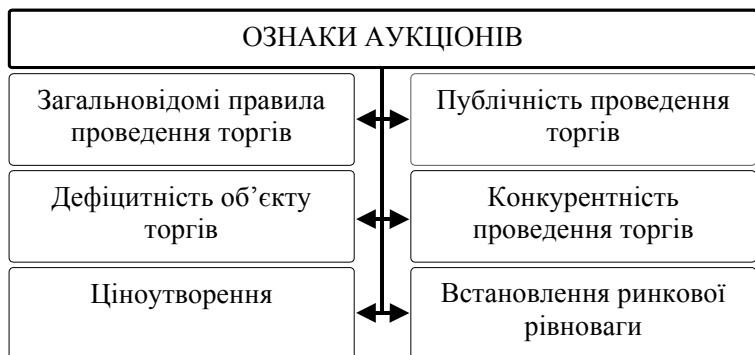 ОЗНАКИ АУКЦІОНІВ
Загальновідомі правила
проведення торгів
Публічність проведення
торгів
Дефіцитність об’єкту
торгів
Конкурентність
проведення торгів
Ціноутворення
Встановлення ринкової
рівноваги